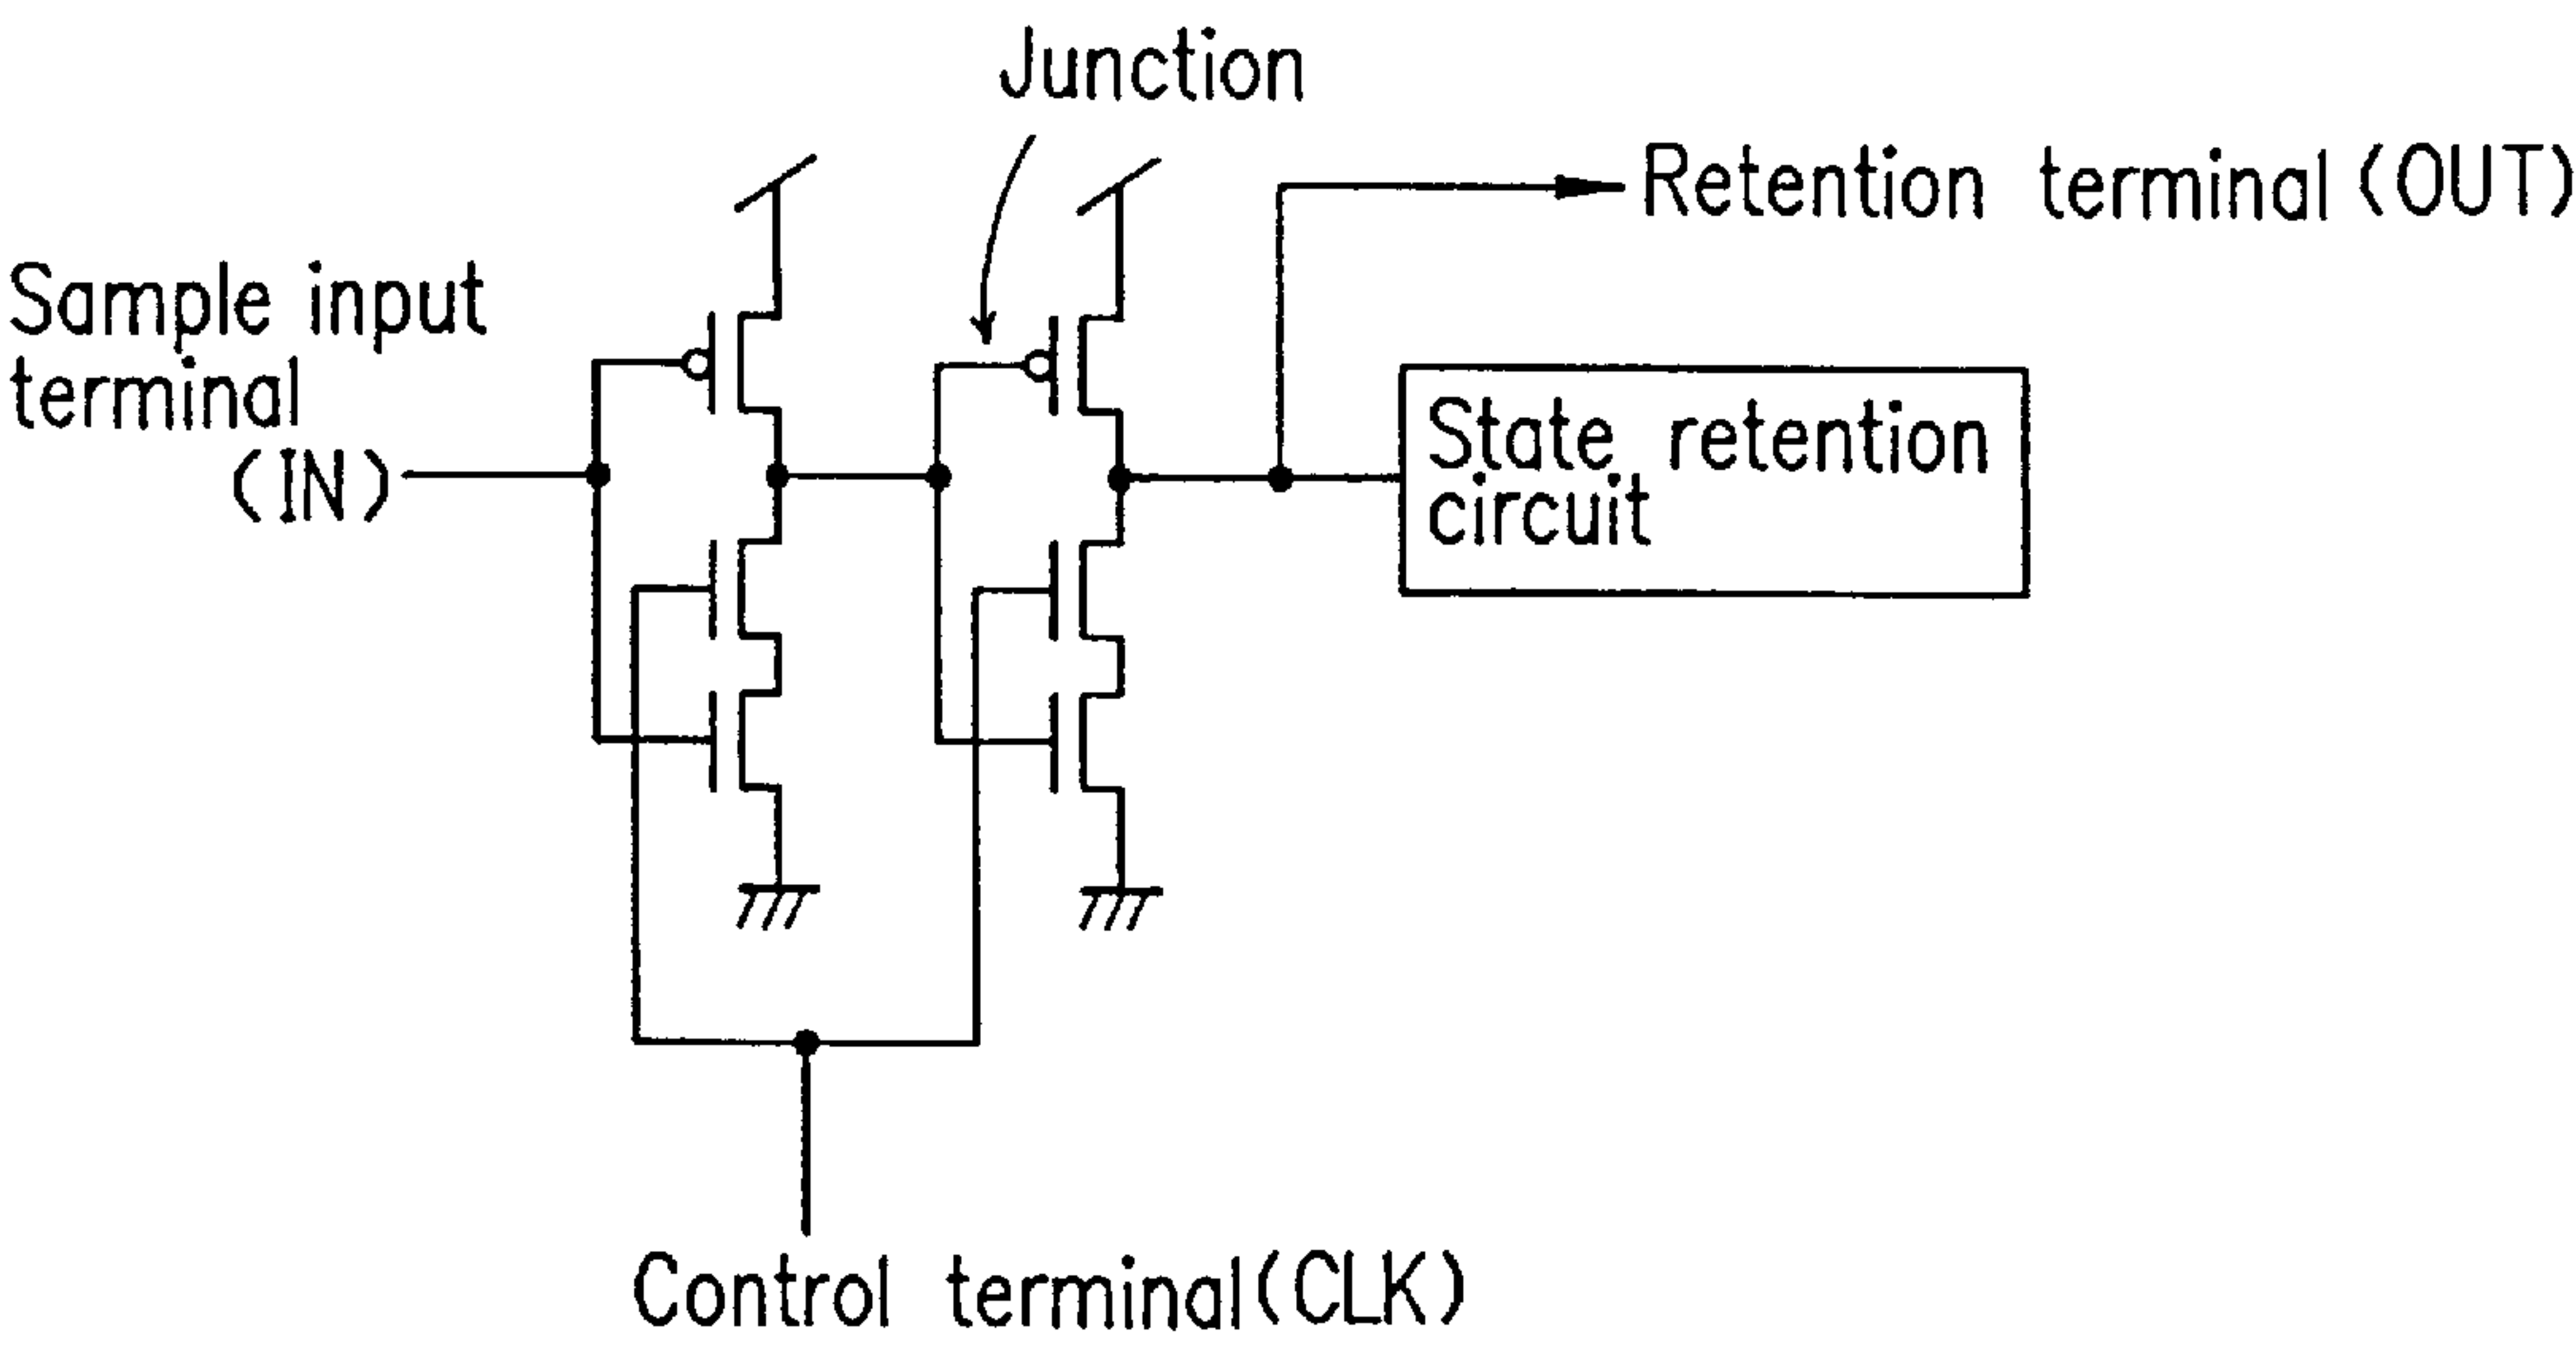 Junction
Retention terminal (OUT)
Sample input
terminal
(IN)
State retention
circuit
Control terminal (CLK)